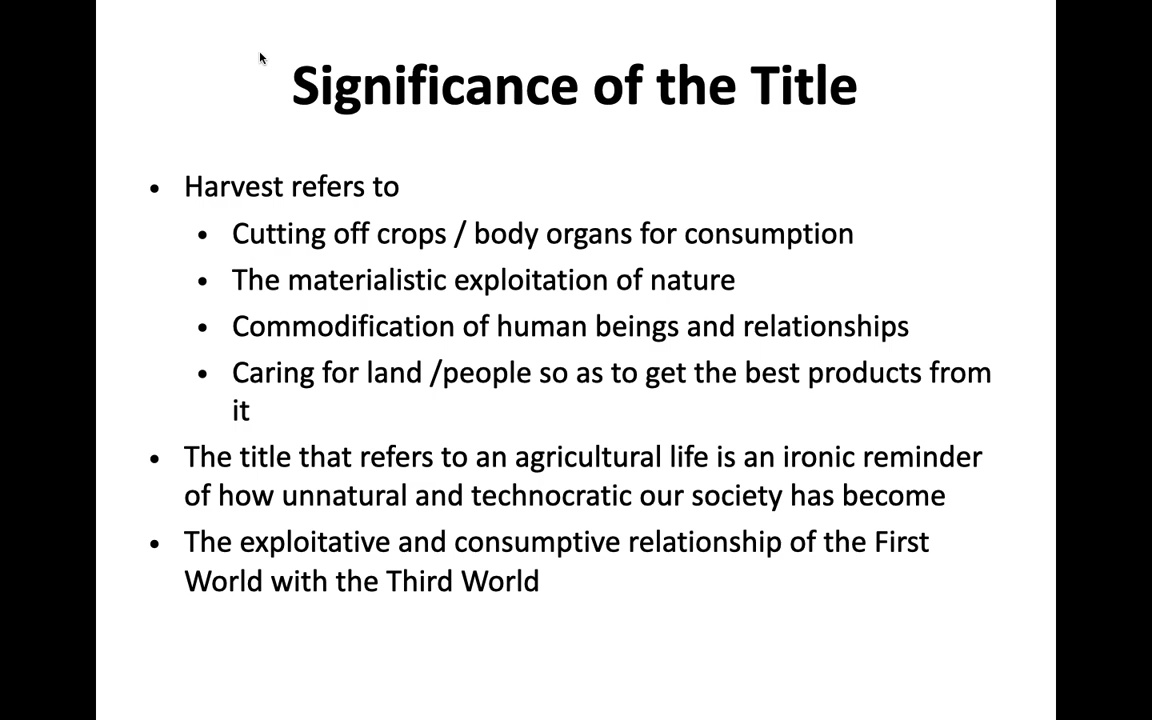 Significance of the Title
• Harvest refers to
• Cutting off crops / body organs for consumption
• The materialistic exploitation of nature
• Commodification of human beings and relationships
• Caring for land /people so as to get the best products from
it
• The title that refers to an agricultural life is an ironic reminder
of how unnatural and technocratic our society has become
• The exploitative and consumptive relationship of the First
World with the Third World